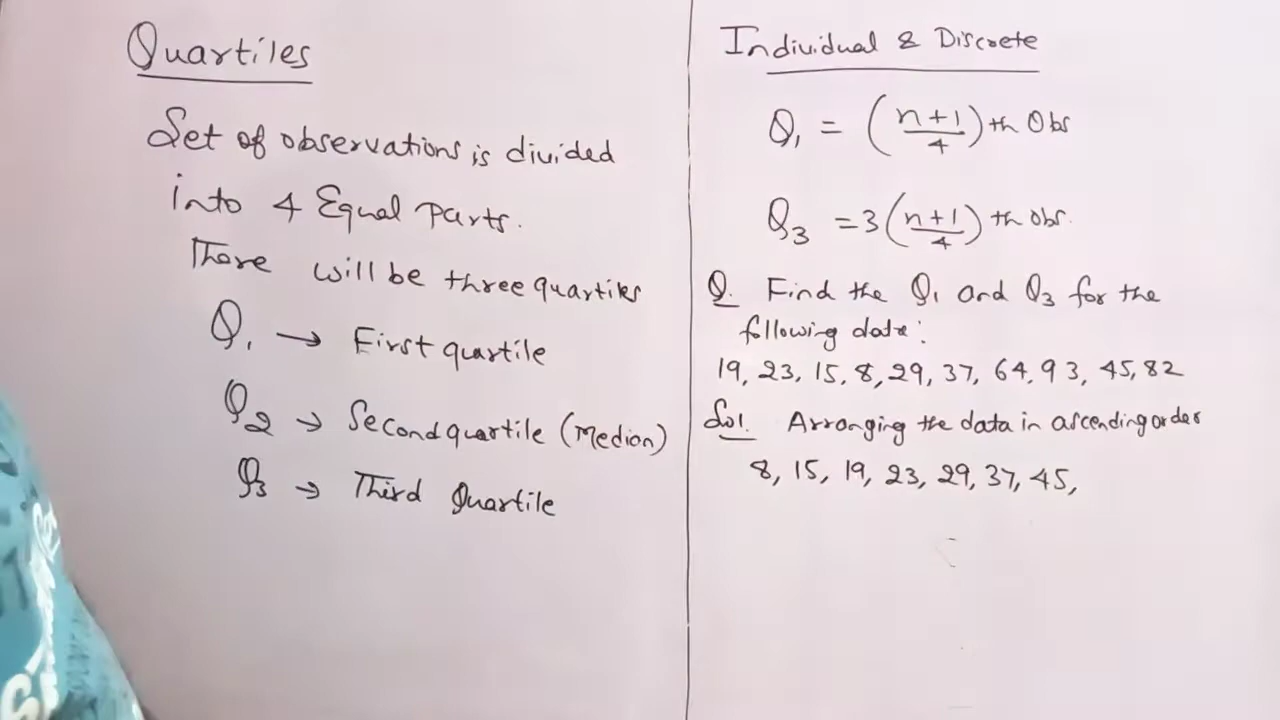 Quartiles
Set of observations is divided
into 4 Equal Parts.
There will be three quartiles
Q1 → First quartile
Q2 → Second quartile (Median)
Q3 → Third Quartile
Individual & Discrete
Q1 = (n+1/4)th Obs
Q3 = 3(n+1/4)th obs.
Q. Find the Q1 and Q3 for the
following data:
19, 23, 15, 8, 29, 37, 64, 93, 45, 82
Sol. Arranging the data in ascending order
8, 15, 19, 23, 29, 37, 45,